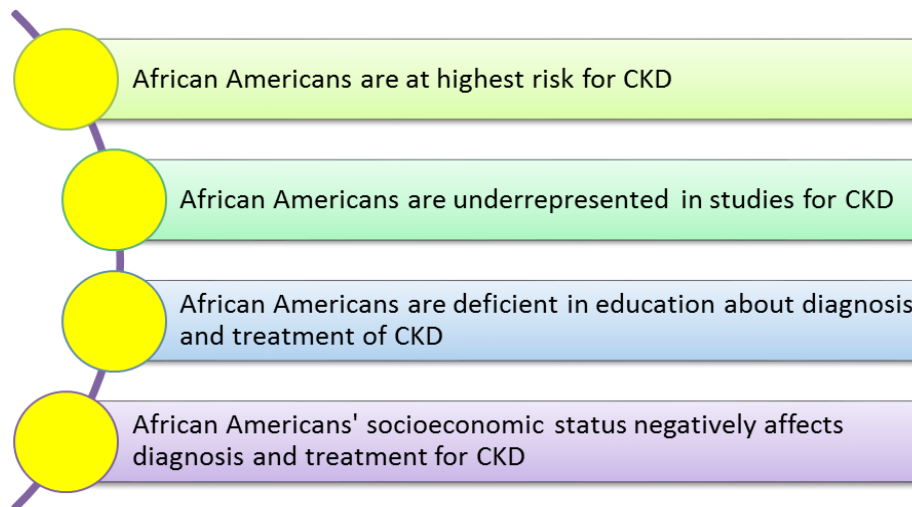 African Americans are at highest risk for CKD
African Americans are underrepresented in studies for CKD
African Americans are deficient in education about diagnosis
and treatment of CKD
African Americans' socioeconomic status negatively affects
diagnosis and treatment for CKD